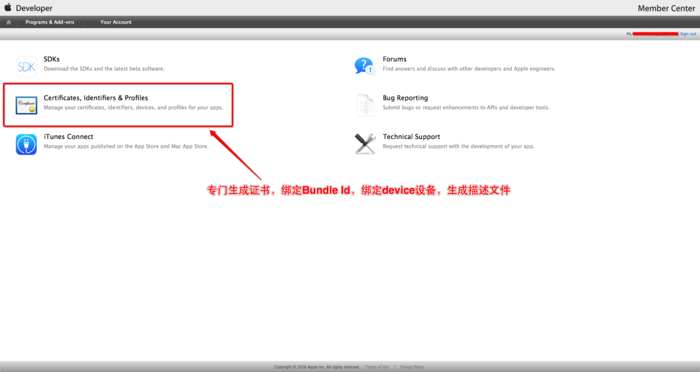 Developer
Member Center
Programs & Add-ons Your Account
Sign out
SDKs
Download the SDKs and the latest beta software.
Forums
Find answers and discuss with other developers and Apple engineers.
Certificates, Identifiers & Profiles
Manage your certificates, identifiers, devices, and profiles for your apps.
Bug Reporting
Submit bugs or request enhancements to APIs and developer tools.
iTunes Connect
Manage your apps published on the App Store and Mac App Store.
Technical Support
Request technical support with the development of your app.
专门生成证书，绑定Bundle Id，绑定device设备，生成描述文件
Copyright © 2016 Apple Inc. All rights reserved. Terms of Use | Privacy Policy